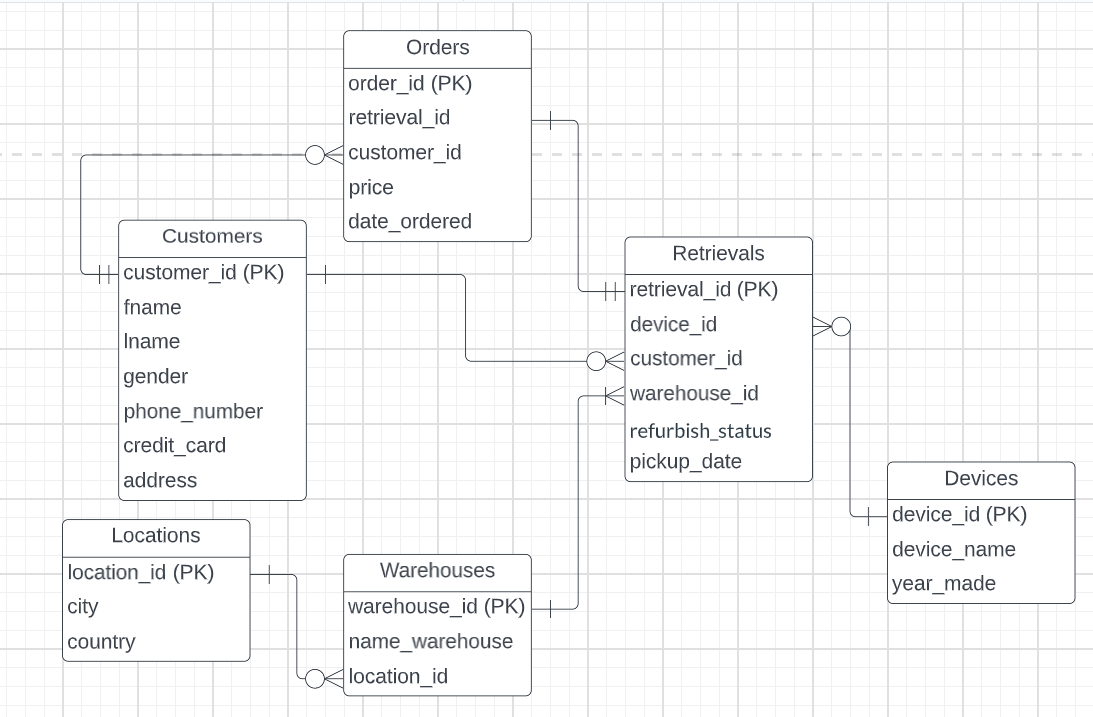 Orders
order_id (PK)
retrieval_id
customer_id
price
date_ordered
Customers
customer_id (PK)
fname
lname
gender
phone_number
credit_card
address
Retrievals
retrieval_id (PK)
device_id
customer_id
warehouse_id
refurbish_status
pickup_date
Devices
device_id (PK)
device_name
year_made
Locations
location_id (PK)
city
country
Warehouses
warehouse_id (PK)
name_warehouse
location_id